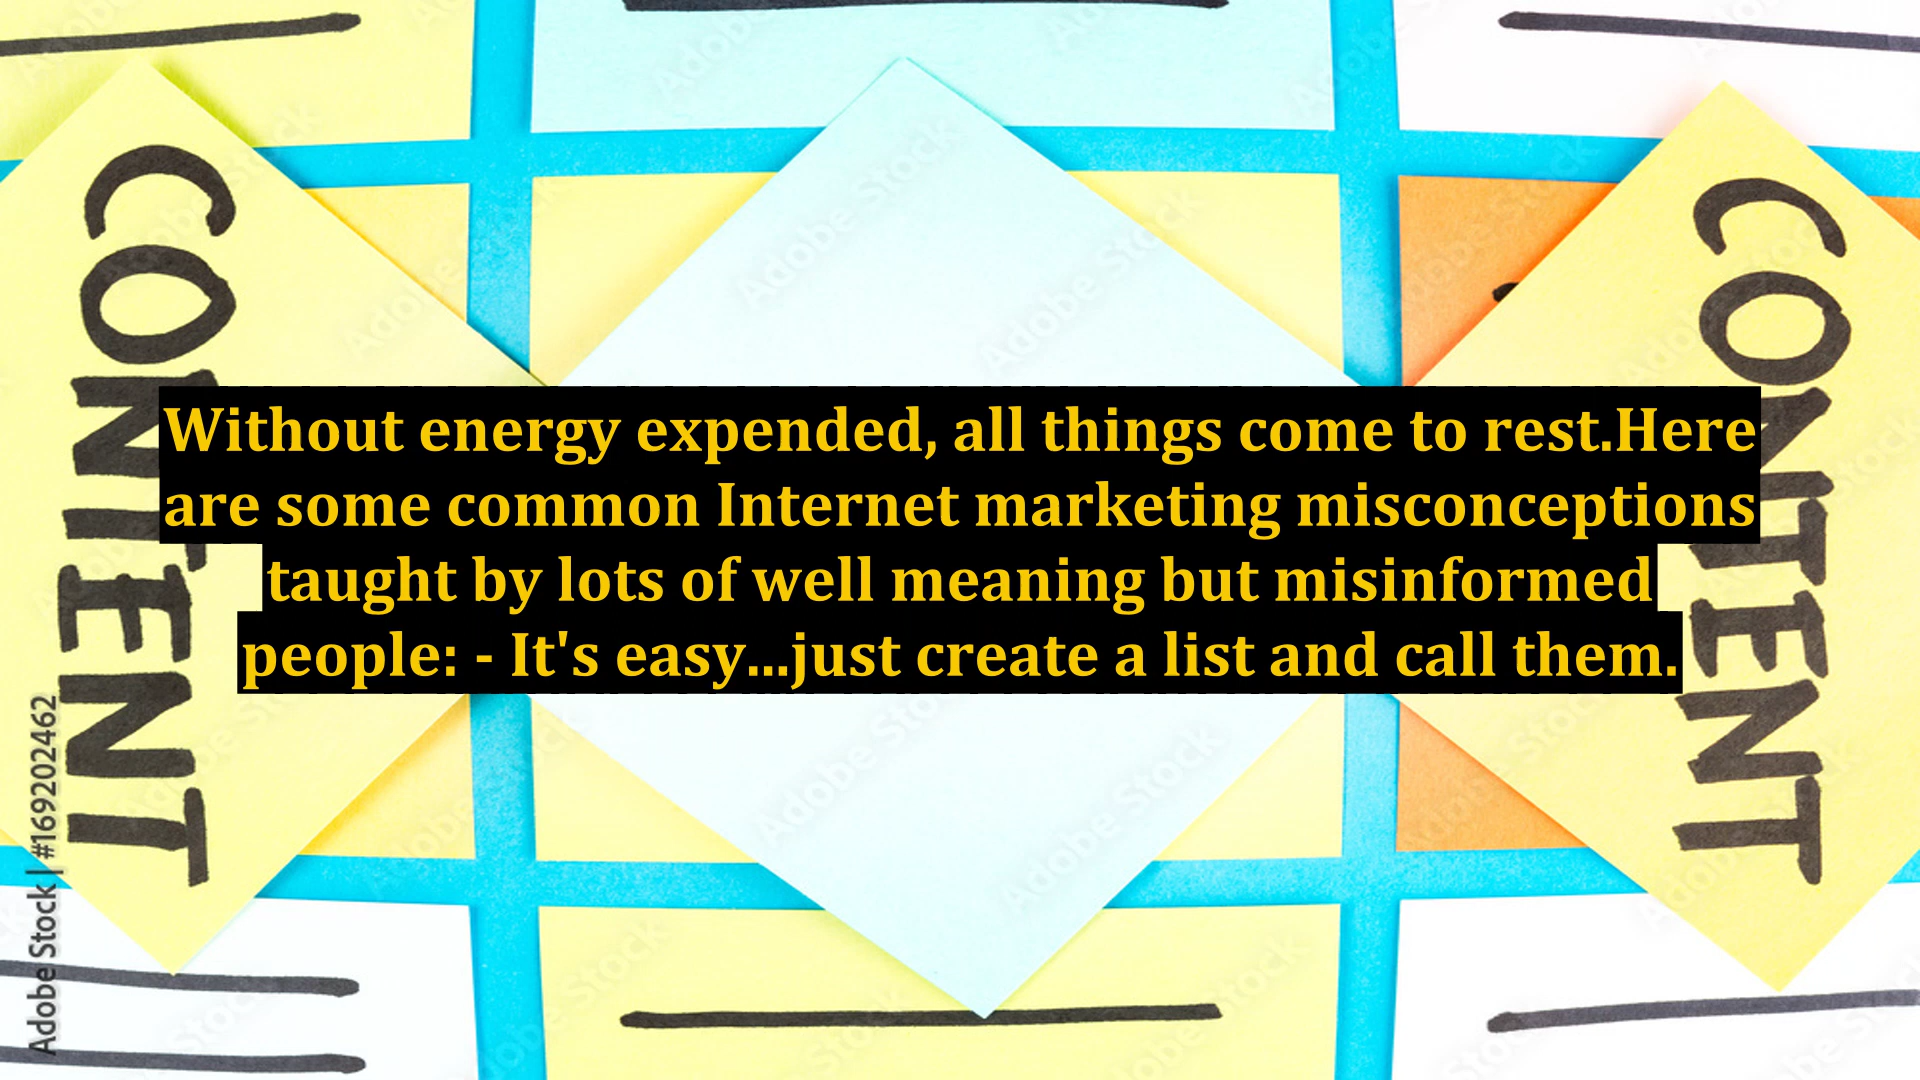 Without energy expended, all things come to rest.Here
are some common Internet marketing misconceptions
taught by lots of well meaning but misinformed
people: - It's easy...just create a list and call them.
CONTENT
CONTENT
Adobe Stock | #169202462